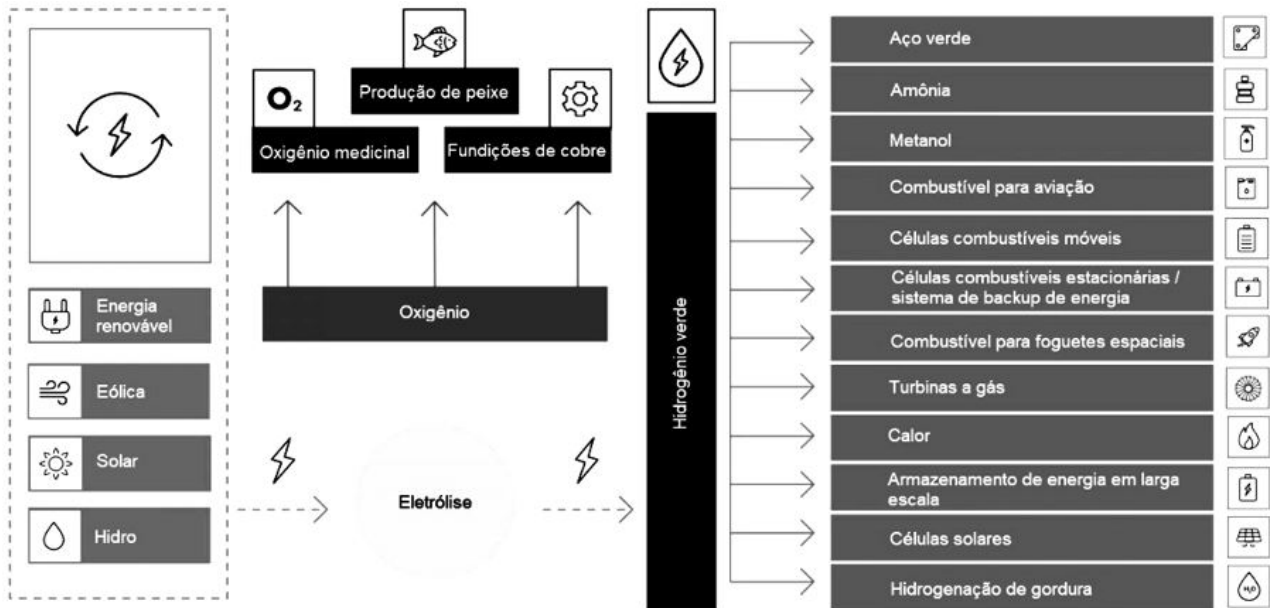 Energia
renovável
Eólica
Solar
Hidro
O₂
Oxigênio medicinal
Produção de peixe
Fundições de cobre
Oxigênio
Eletrólise
Hidrogênio verde
Aço verde
Amônia
Metanol
Combustível para aviação
Células combustíveis móveis
Células combustíveis estacionárias /
sistema de backup de energia
Combustível para foguetes espaciais
Turbinas a gás
Calor
Armazenamento de energia em larga
escala
Células solares
Hidrogenação de gordura
H₂O